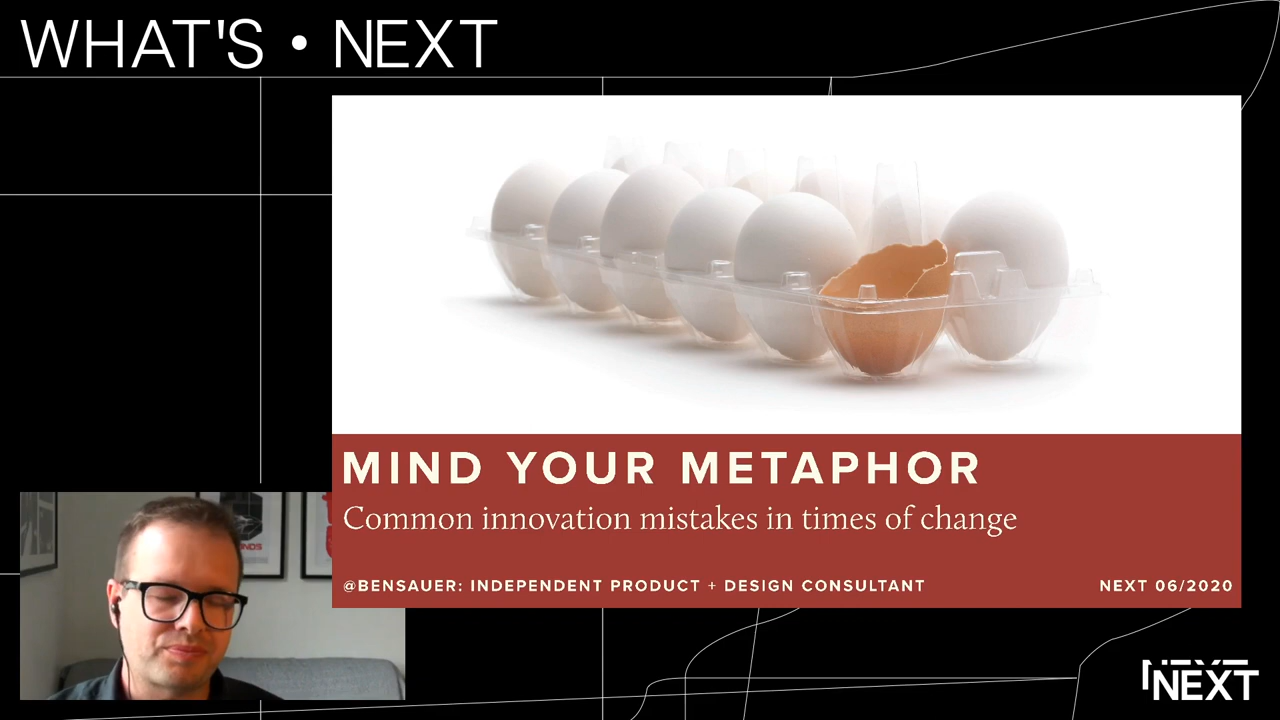 WHAT'S • NEXT
MIND YOUR METAPHOR
Common innovation mistakes in times of change
@BENSAUER: INDEPENDENT PRODUCT + DESIGN CONSULTANT
NEXT 06/2020
NEXT